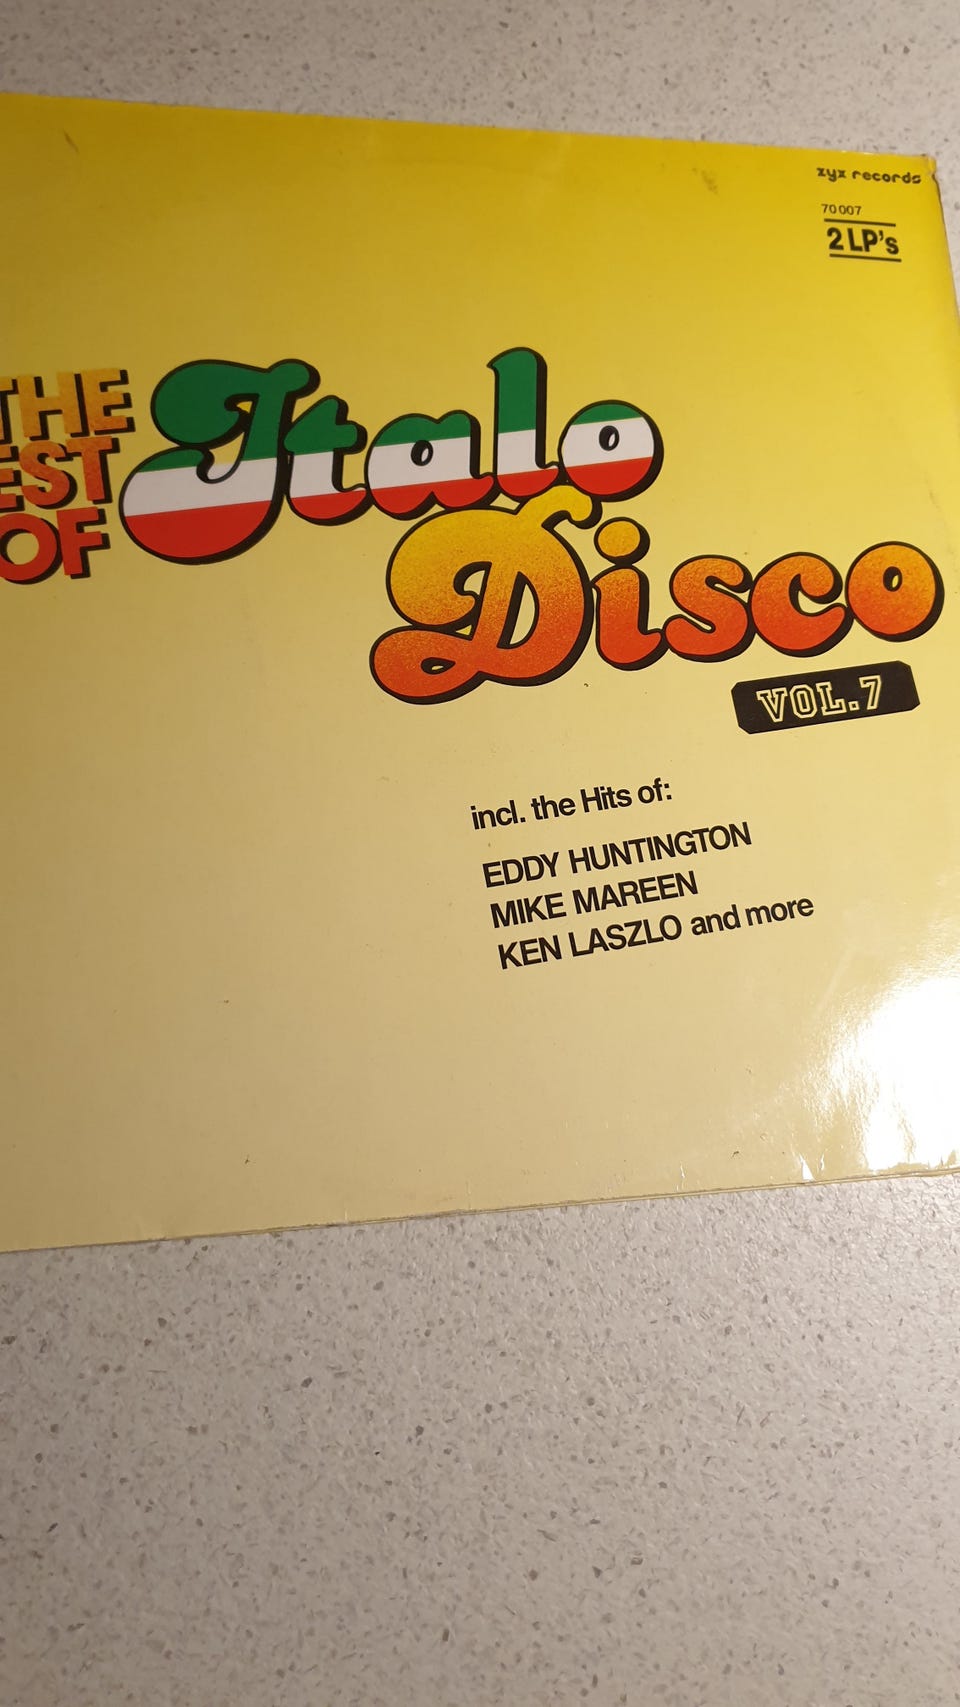 zyx records
70 007
2 LP's
THE
EST
OF
Italo
Disco
VOL.7
incl. the Hits of:
EDDY HUNTINGTON
MIKE MAREEN
KEN LASZLO and more